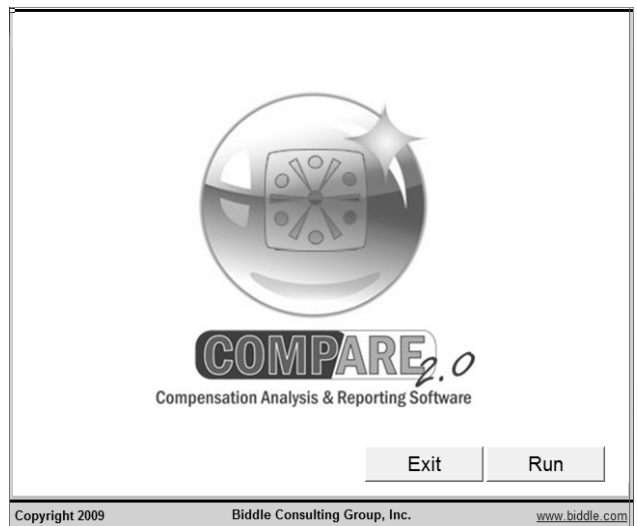 COMPARE 2.0
Compensation Analysis & Reporting Software
Exit Run
Copyright 2009 Biddle Consulting Group, Inc. www.biddle.com